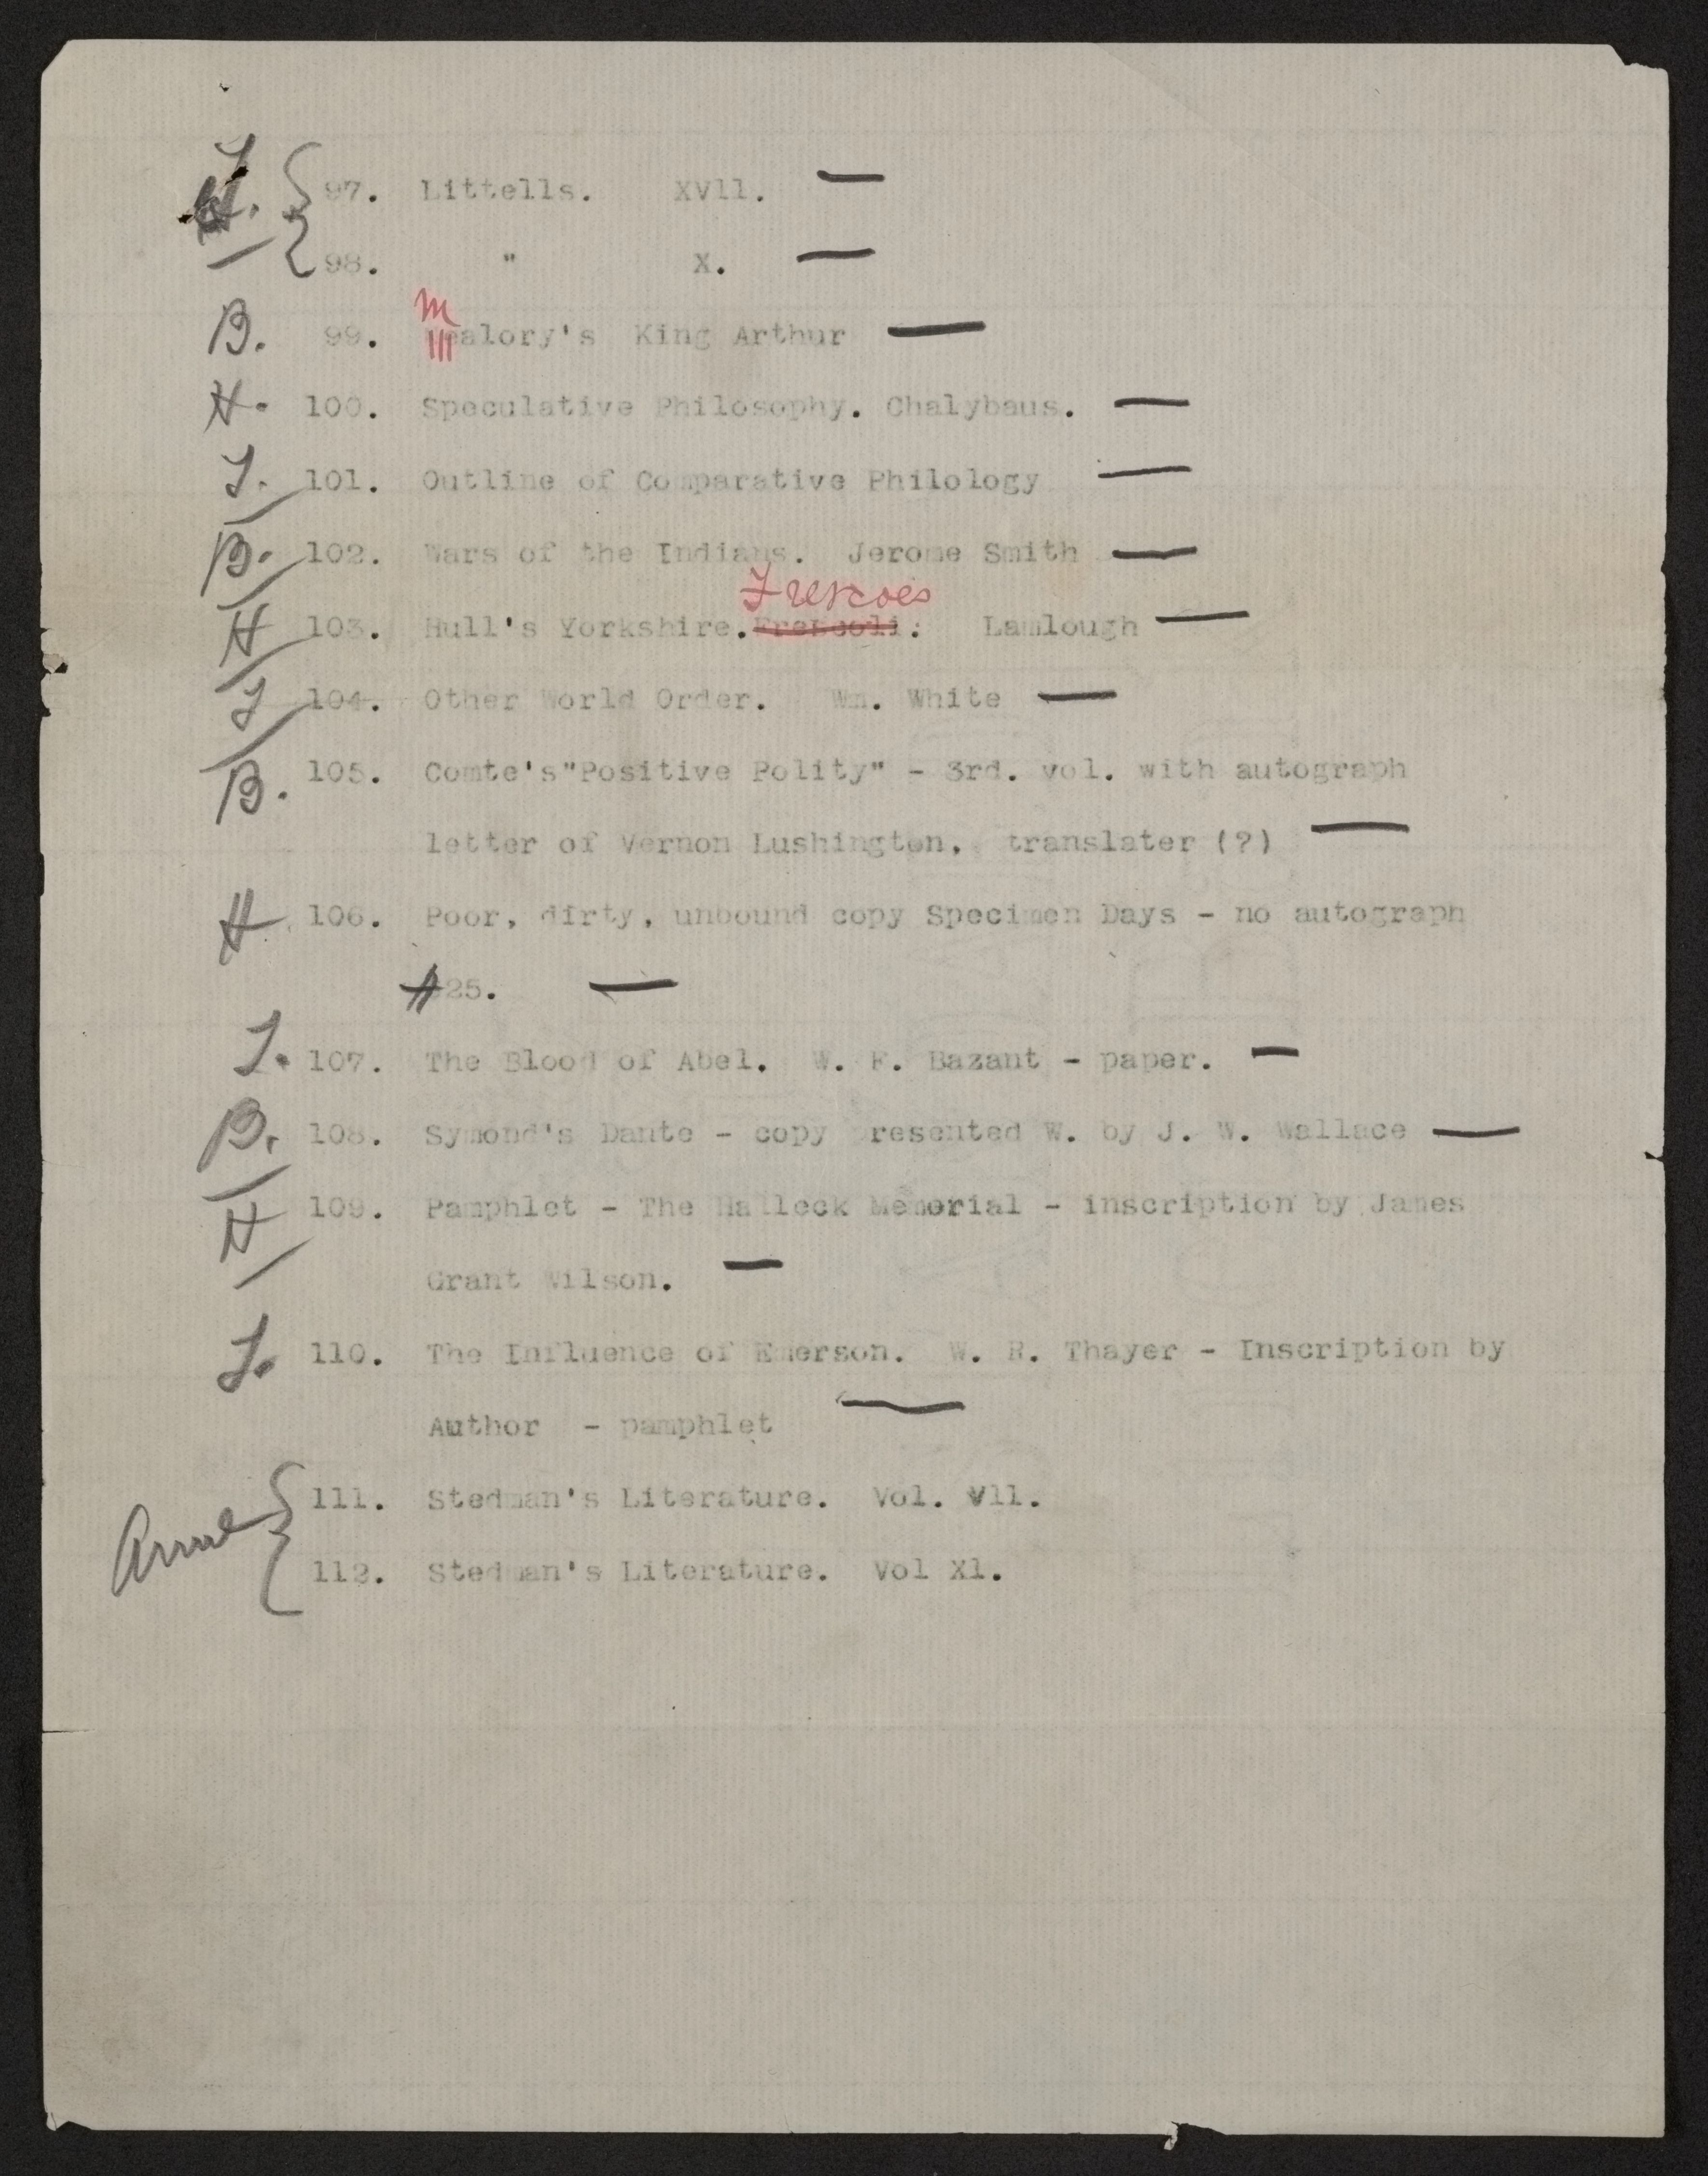 J.
H. 97. Littells. XVll. —
98. " X. —
B. 99. Malory's King Arthur —
H. 100. Speculative Philosophy. Chalybaus. —
J. 101. Outline of Comparative Philology —
B. 102. Wars of the Indians. Jerome Smith —
Frescoes
H 103. Hull's Yorkshire. Frescoli. Lamlough —
J 104. Other World Order. Wm. White —
B. 105. Comte's"Positive Polity" - 3rd. vol. with autograph
letter of Vernon Lushington, translater (?) —
H. 106. Poor, dirty, unbound copy Specimen Days - no autograph
#25. —
J. 107. The Blood of Abel. W. F. Bazant - paper. —
B. 108. Symond's Dante - copy resented W. by J. W. Wallace —
H 109. Pamphlet - The Halleck Memorial - inscription by James
Grant Wilson. —
J. 110. The Influence of Emerson. W. R. Thayer - Inscription by
Author - pamphlet —
Anne 111. Stedman's Literature. Vol. Vll.
112. Stedman's Literature. Vol Xl.